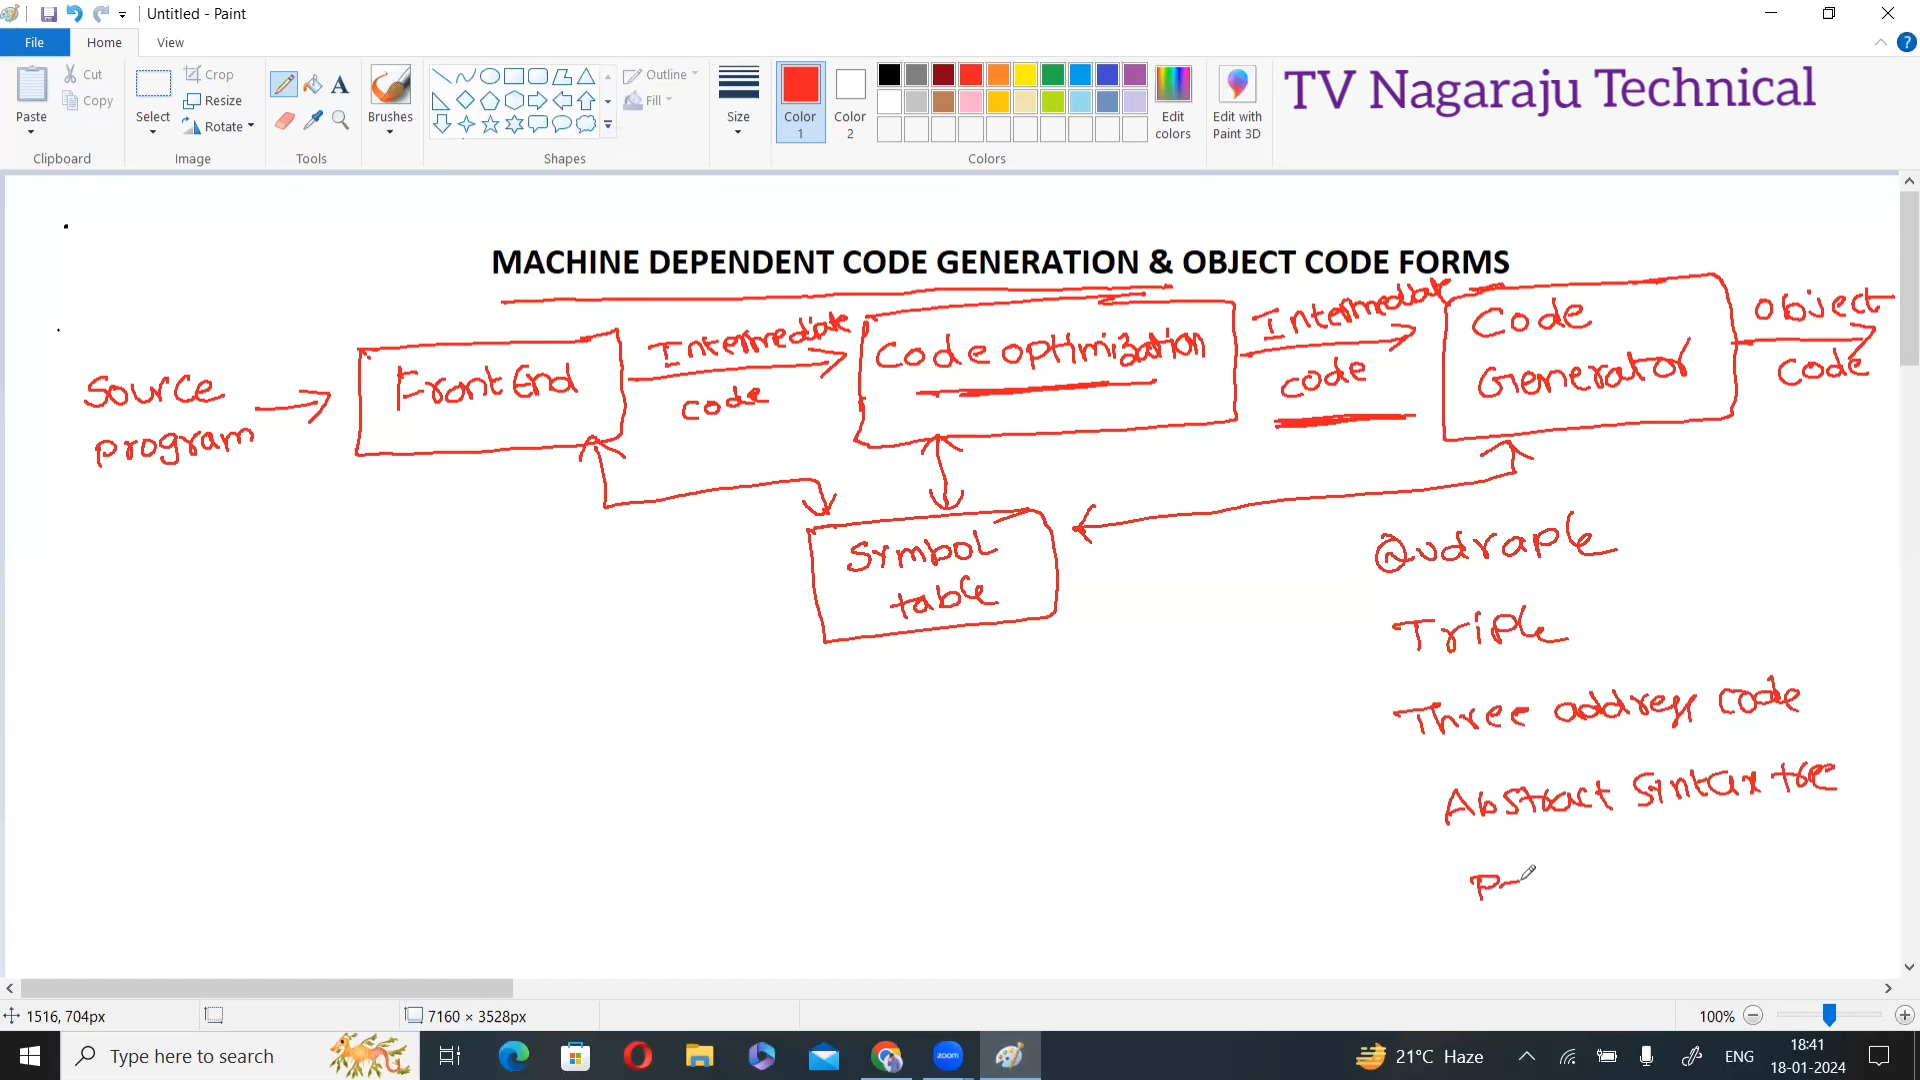 Untitled - Paint
File Home View
Paste
Cut
Copy
Clipboard
Select
Crop
Resize
Rotate
Image
Tools
Brushes
Shapes
Outline
Fill
Size
Color 1
Color 2
Colors
Edit colors
Edit with Paint 3D
TV Nagaraju Technical
MACHINE DEPENDENT CODE GENERATION & OBJECT CODE FORMS
Source
program
Front End
Intermediate
code
Code optimization
Intermediate
code
Code
Generator
Object
code
Symbol
table
Qudraple
Triple
Three address code
Abstract Sintax tree
1516, 704px
7160 × 3528px
100%
Type here to search
zoom
21°C Haze
ENG
18:41
18-01-2024